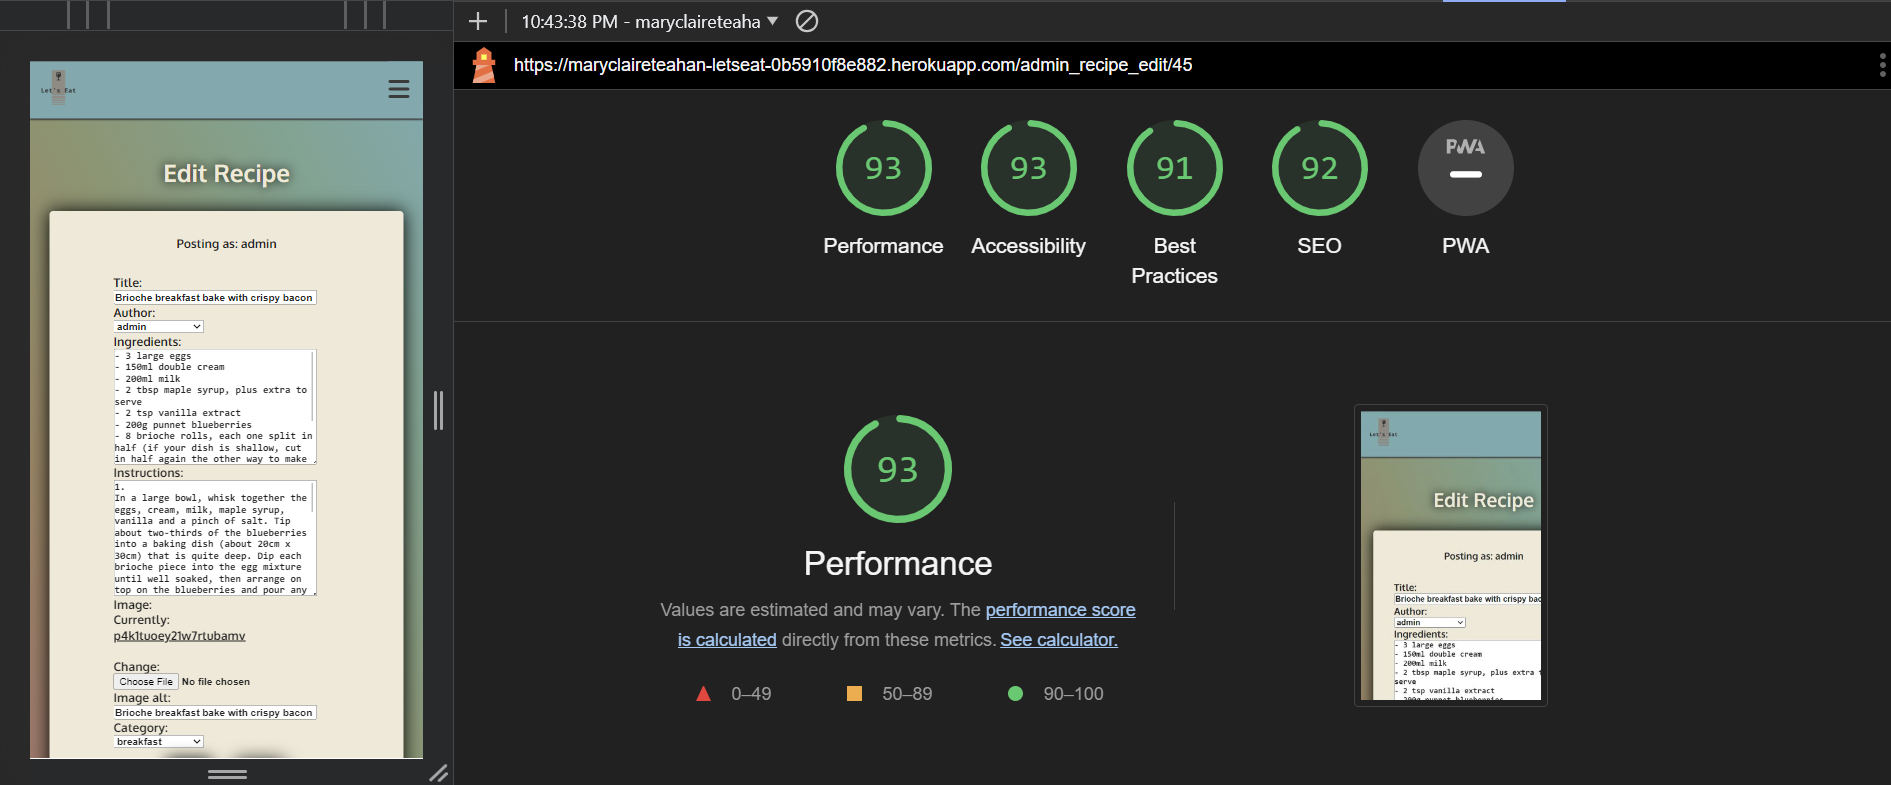 Let's Eat
Edit Recipe
Posting as: admin
Title:
Brioche breakfast bake with crispy bacon
Author:
admin
Ingredients:
- 3 large eggs
- 150ml double cream
- 200ml milk
- 2 tbsp maple syrup, plus extra to
serve
- 2 tsp vanilla extract
- 200g punnet blueberries
- 8 brioche rolls, each one split in
half (if your dish is shallow, cut
in half again the other way to make
Instructions:
1.
In a large bowl, whisk together the
eggs, cream, milk, maple syrup,
vanilla and a pinch of salt. Tip
about two-thirds of the blueberries
into a baking dish (about 20cm x
30cm) that is quite deep. Dip each
brioche piece into the egg mixture
until well soaked, then arrange on
top on the blueberries and pour any
Image:
Currently:
p4k1tuoey21w7rtubamv
Change:
Choose File No file chosen
Image alt:
Brioche breakfast bake with crispy bacon
Category:
breakfast
10:43:38 PM - maryclaireteaha
https://maryclaireteahan-letseat-0b5910f8e882.herokuapp.com/admin_recipe_edit/45
93 93 91 92 PWA
Performance Accessibility Best Practices SEO PWA
93
Performance
Values are estimated and may vary. The performance score
is calculated directly from these metrics. See calculator.
0–49 50–89 90–100
Let's Eat
Edit Recipe
Posting as: admin
Title:
Brioche breakfast bake with crispy bac
Author:
admin
Ingredients:
- 3 large eggs
- 150ml double cream
- 200ml milk
- 2 tbsp maple syrup, plus extra t
serve
- 2 tsp vanilla extract
- 200g punnet blueberries